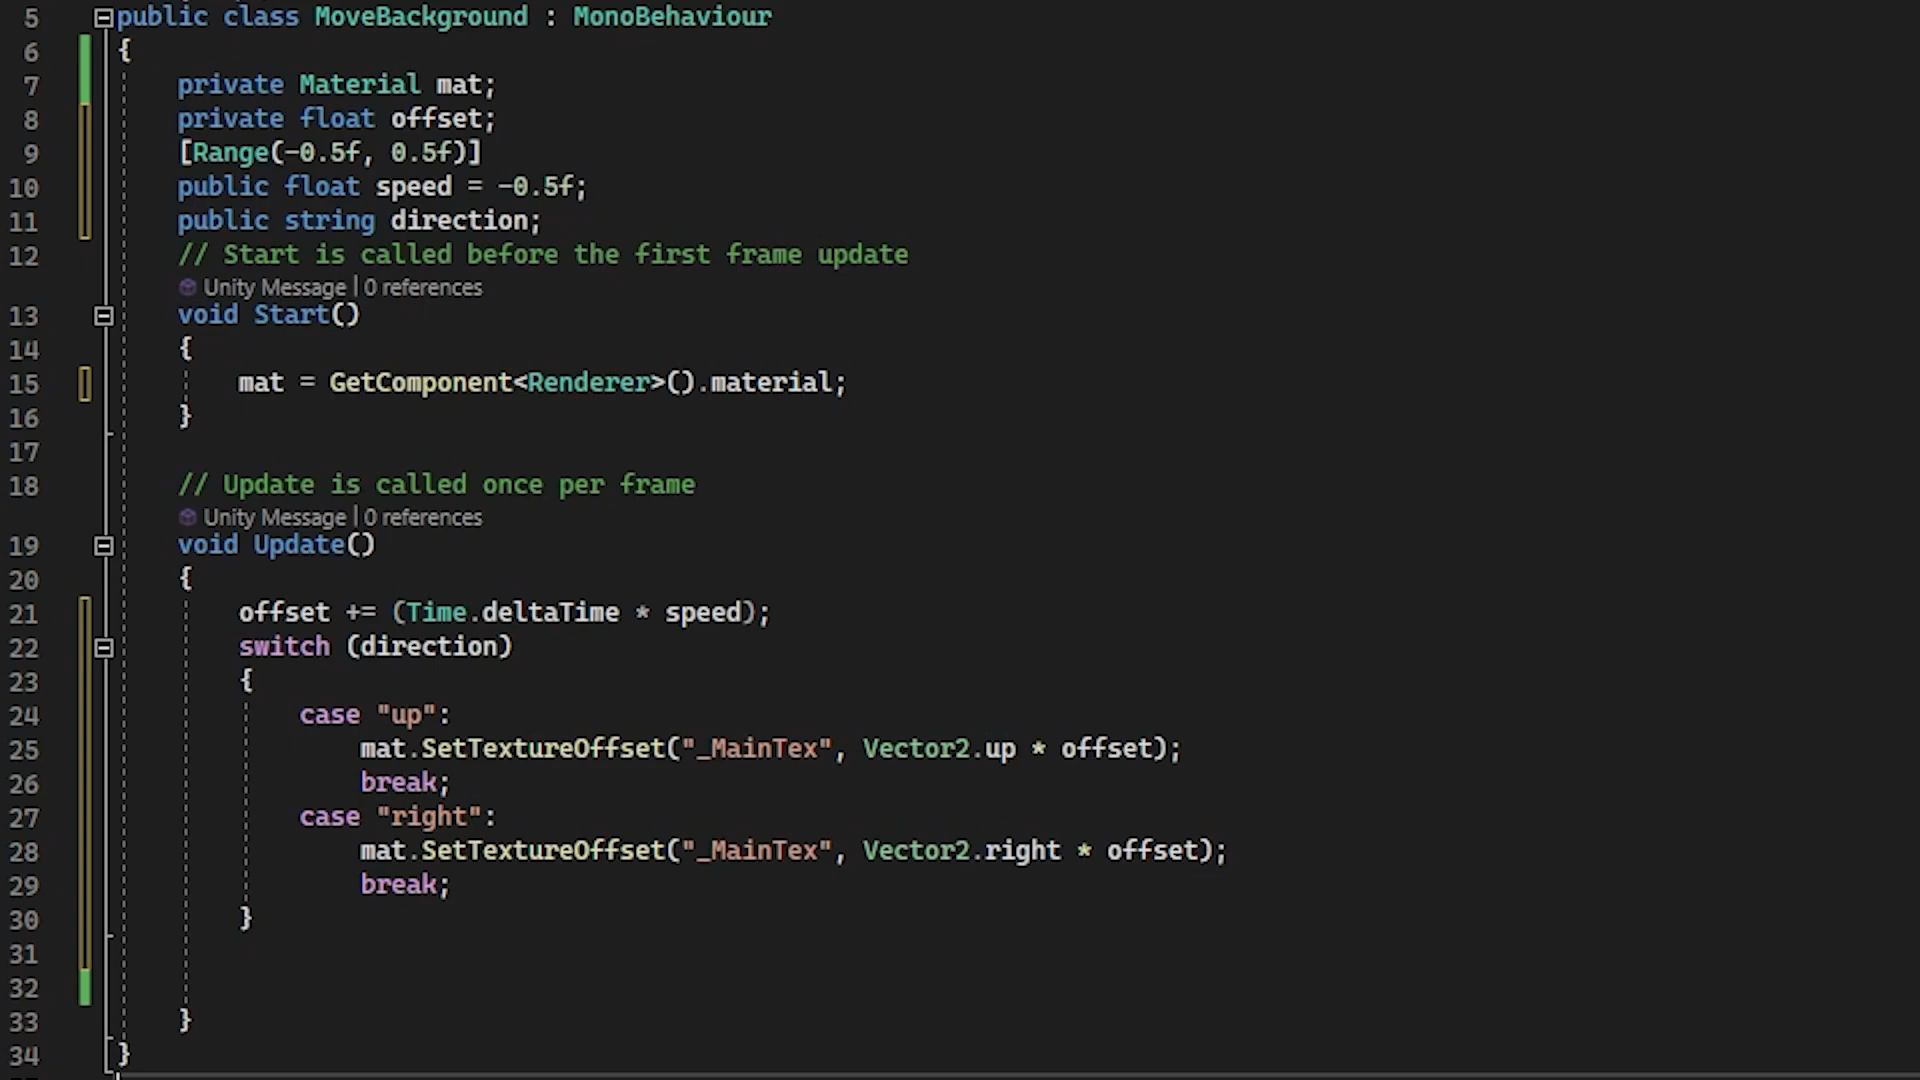 5 public class MoveBackground : MonoBehaviour
6 {
7 private Material mat;
8 private float offset;
9 [Range(-0.5f, 0.5f)]
10 public float speed = -0.5f;
11 public string direction;
12 // Start is called before the first frame update
Unity Message | 0 references
13 void Start()
14 {
15 mat = GetComponent<Renderer>().material;
16 }
17
18 // Update is called once per frame
Unity Message | 0 references
19 void Update()
20 {
21 offset += (Time.deltaTime * speed);
22 switch (direction)
23 {
24 case "up":
25 mat.SetTextureOffset("_MainTex", Vector2.up * offset);
26 break;
27 case "right":
28 mat.SetTextureOffset("_MainTex", Vector2.right * offset);
29 break;
30 }
31
32
33 }
34 }